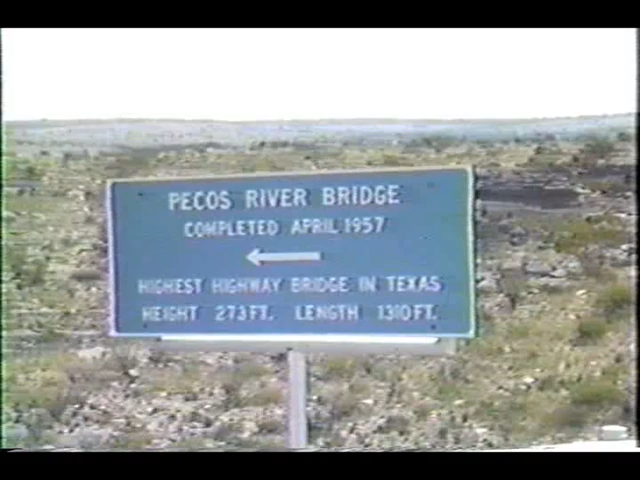 PECOS RIVER BRIDGE
COMPLETED APRIL 1957
HIGHEST HIGHWAY BRIDGE IN TEXAS
HEIGHT 273 FT. LENGTH 1310 FT.